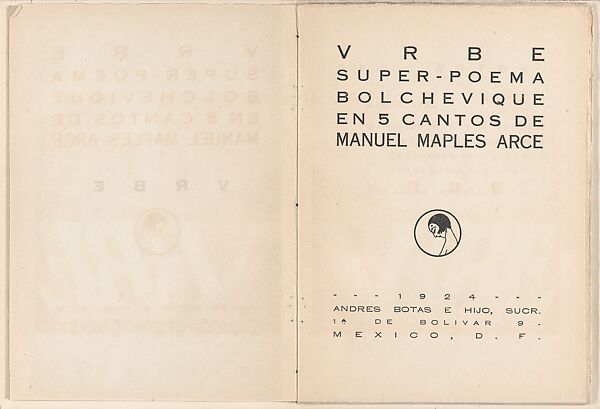 V R B E
SUPER-POEMA
BOLCHEVIQUE
EN 5 CANTOS DE
MANUEL MAPLES ARCE
- - - 1 9 2 4 - - -
ANDRES BOTAS E HIJO, SUCR.
1ª DE BOLIVAR 9.
MEXICO, D. F.